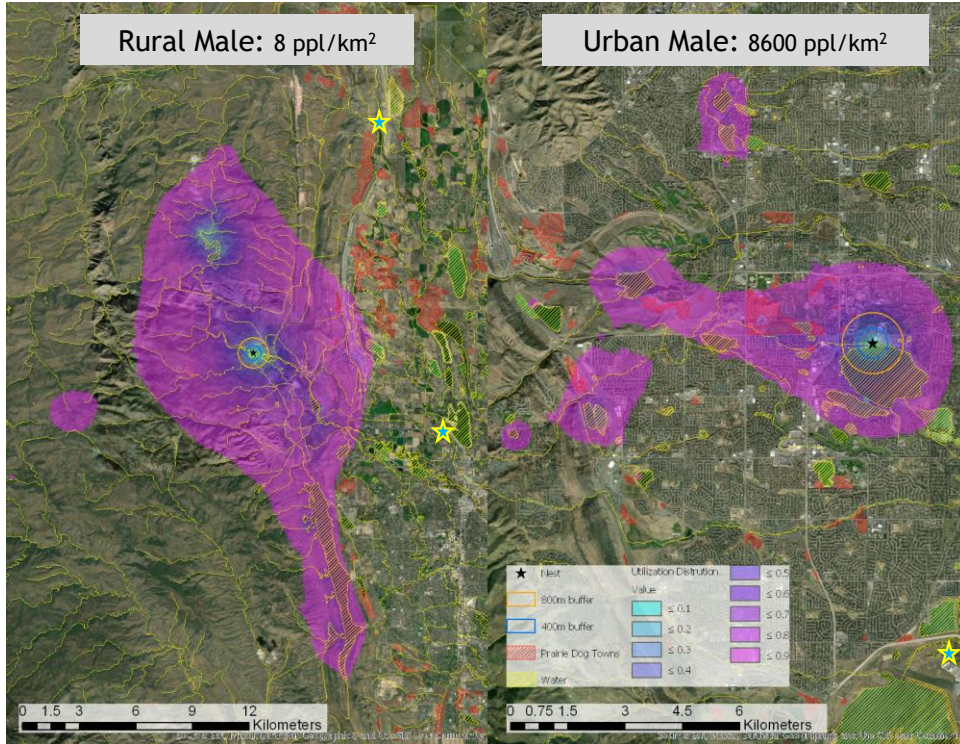 Rural Male: 8 ppl/km²
Urban Male: 8600 ppl/km²
Nest
800m buffer
400m buffer
Prairie Dog Towns
Water
Utilization Distrution
Value
≤ 0.1
≤ 0.2
≤ 0.3
≤ 0.4
≤ 0.5
≤ 0.6
≤ 0.7
≤ 0.8
≤ 0.9
0 1.5 3 6 9 12
Kilometers
0 0.75 1.5 3 4.5 6
Kilometers